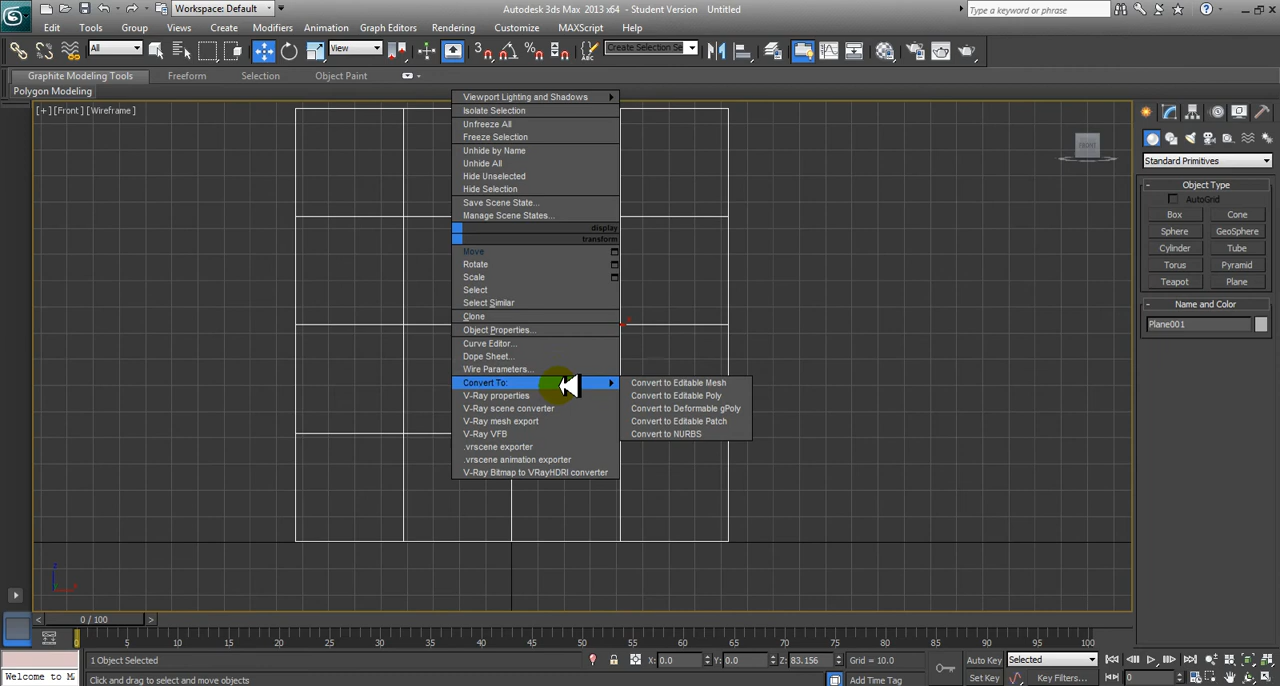 Workspace: Default
Autodesk 3ds Max 2013 x64 - Student Version Untitled
Type a keyword or phrase
Edit Tools Group Views Create Modifiers Animation Graph Editors Rendering Customize MAXScript Help
All View Create Selection Se
Graphite Modeling Tools Freeform Selection Object Paint
Polygon Modeling
[+] [Front] [Wireframe]
FRONT
Viewport Lighting and Shadows
Isolate Selection
Unfreeze All
Freeze Selection
Unhide by Name
Unhide All
Hide Unselected
Hide Selection
Save Scene State...
Manage Scene States...
display
transform
Move
Rotate
Scale
Select
Select Similar
Clone
Object Properties...
Curve Editor...
Dope Sheet...
Wire Parameters...
Convert To:
V-Ray properties
V-Ray scene converter
V-Ray mesh export
V-Ray VFB
.vrscene exporter
.vrscene animation exporter
V-Ray Bitmap to VRayHDRI converter
Convert to Editable Mesh
Convert to Editable Poly
Convert to Deformable gPoly
Convert to Editable Patch
Convert to NURBS
Standard Primitives
- Object Type
AutoGrid
Box Cone
Sphere GeoSphere
Cylinder Tube
Torus Pyramid
Teapot Plane
- Name and Color
Plane001
z
x
< 0 / 100 >
0 5 10 15 20 25 30 35 40 45 50 55 60 65 70 75 80 85 90 95 100
1 Object Selected X: 0.0 Y: 0.0 Z: 83.156 Grid = 10.0 Auto Key Selected
Welcome to M Click and drag to select and move objects Add Time Tag Set Key Key Filters... 0